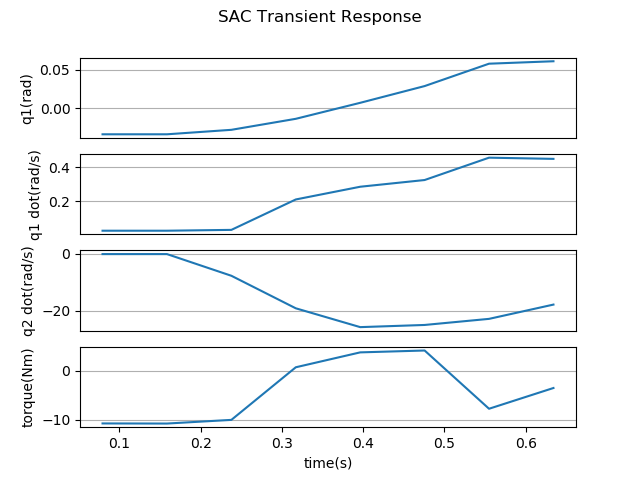 SAC Transient Response
q1(rad)
0.05
0.00
q1 dot(rad/s)
0.4
0.2
q2 dot(rad/s)
0
−20
torque(Nm)
0
−10
0.1 0.2 0.3 0.4 0.5 0.6
time(s)